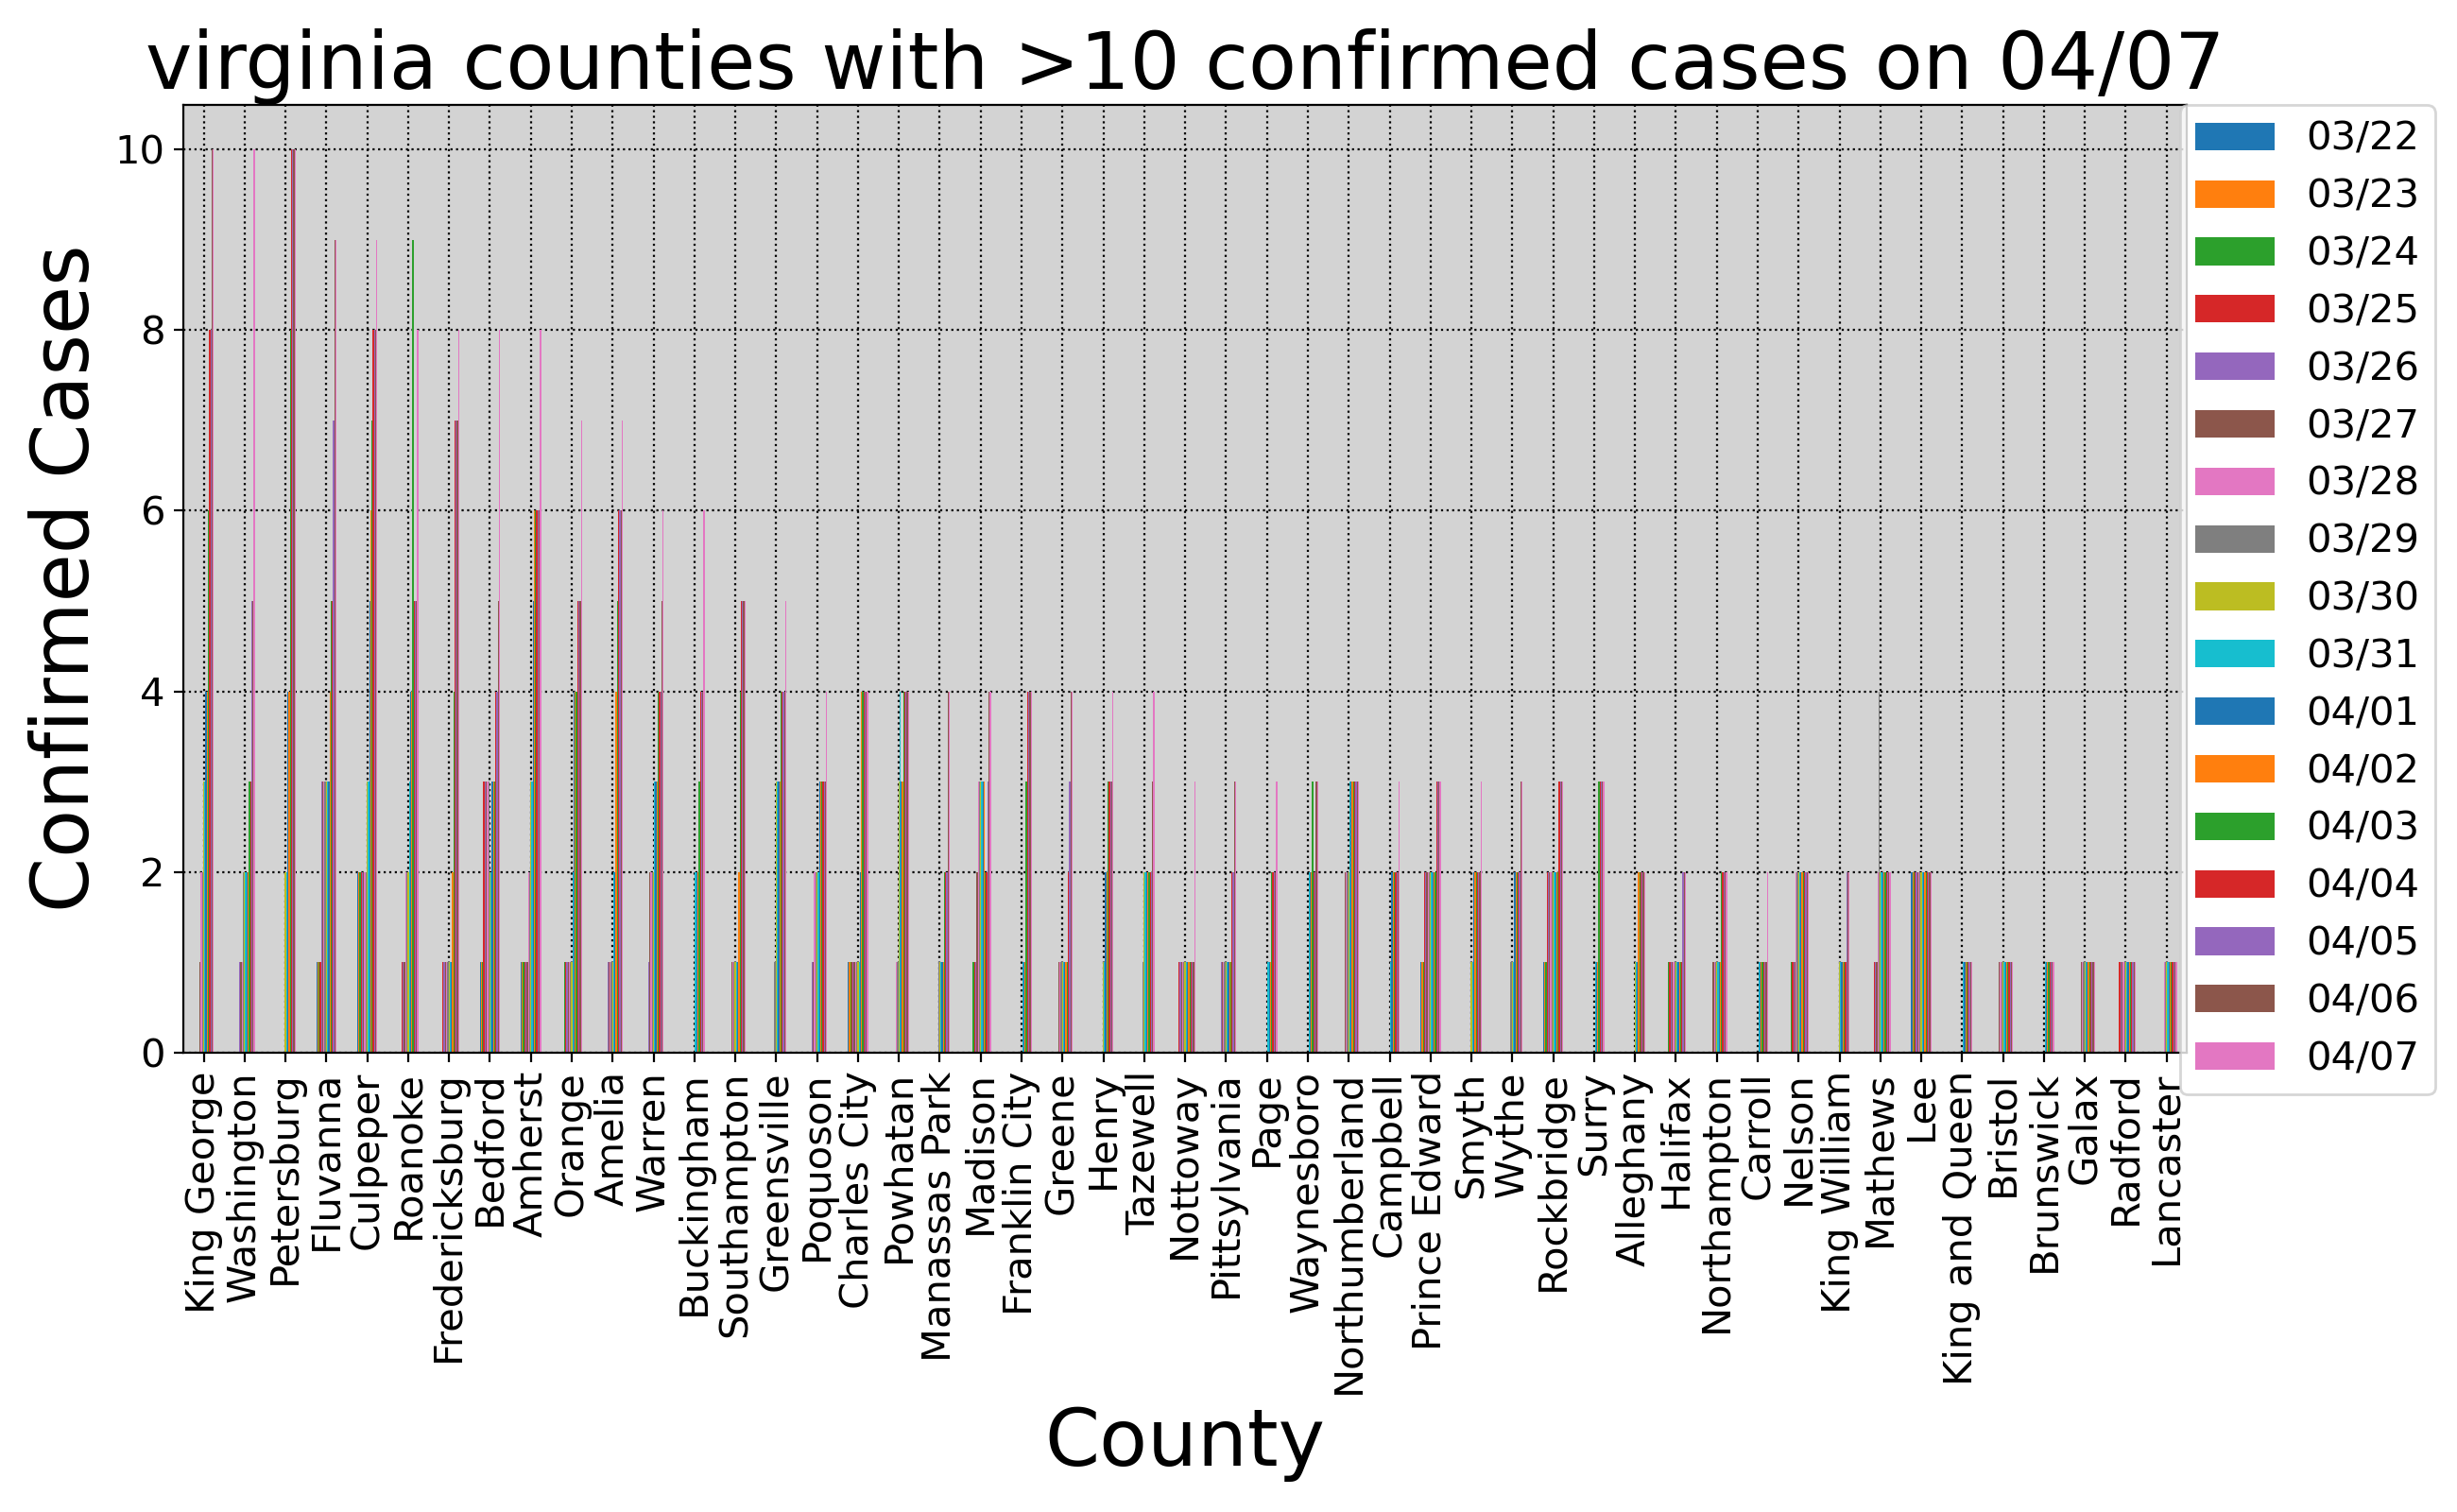 virginia counties with >10 confirmed cases on 04/07
Confirmed Cases
10
8
6
4
2
0
King George
Washington
Petersburg
Fluvanna
Culpeper
Roanoke
Fredericksburg
Bedford
Amherst
Orange
Amelia
Warren
Buckingham
Southampton
Greensville
Poquoson
Charles City
Powhatan
Manassas Park
Madison
Franklin City
Greene
Henry
Tazewell
Nottoway
Pittsylvania
Page
Waynesboro
Northumberland
Campbell
Prince Edward
Smyth
Wythe
Rockbridge
Surry
Alleghany
Halifax
Northampton
Carroll
Nelson
King William
Mathews
Lee
King and Queen
Bristol
Brunswick
Galax
Radford
Lancaster
County
03/22
03/23
03/24
03/25
03/26
03/27
03/28
03/29
03/30
03/31
04/01
04/02
04/03
04/04
04/05
04/06
04/07